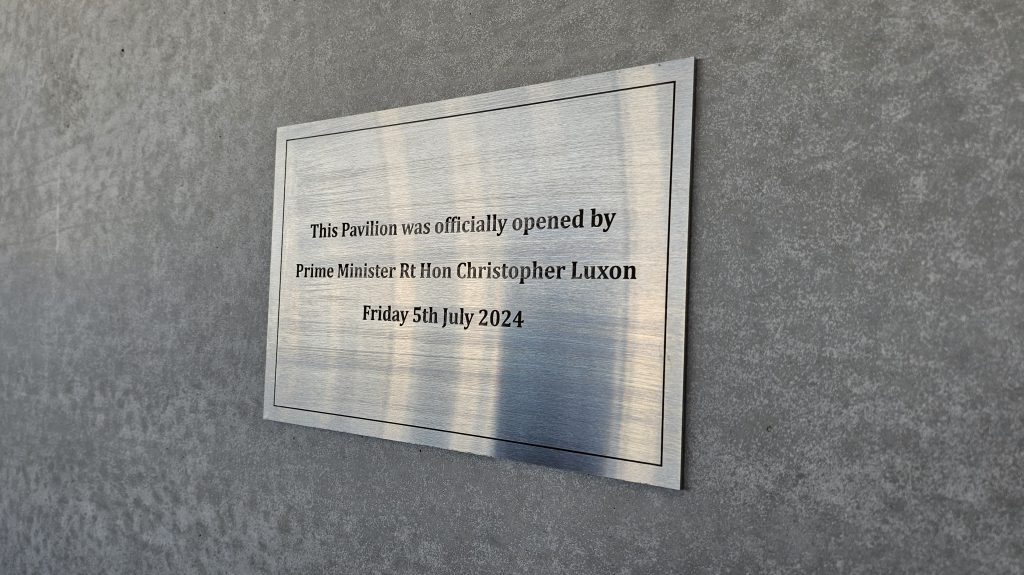 This Pavilion was officially opened by
Prime Minister Rt Hon Christopher Luxon
Friday 5th July 2024